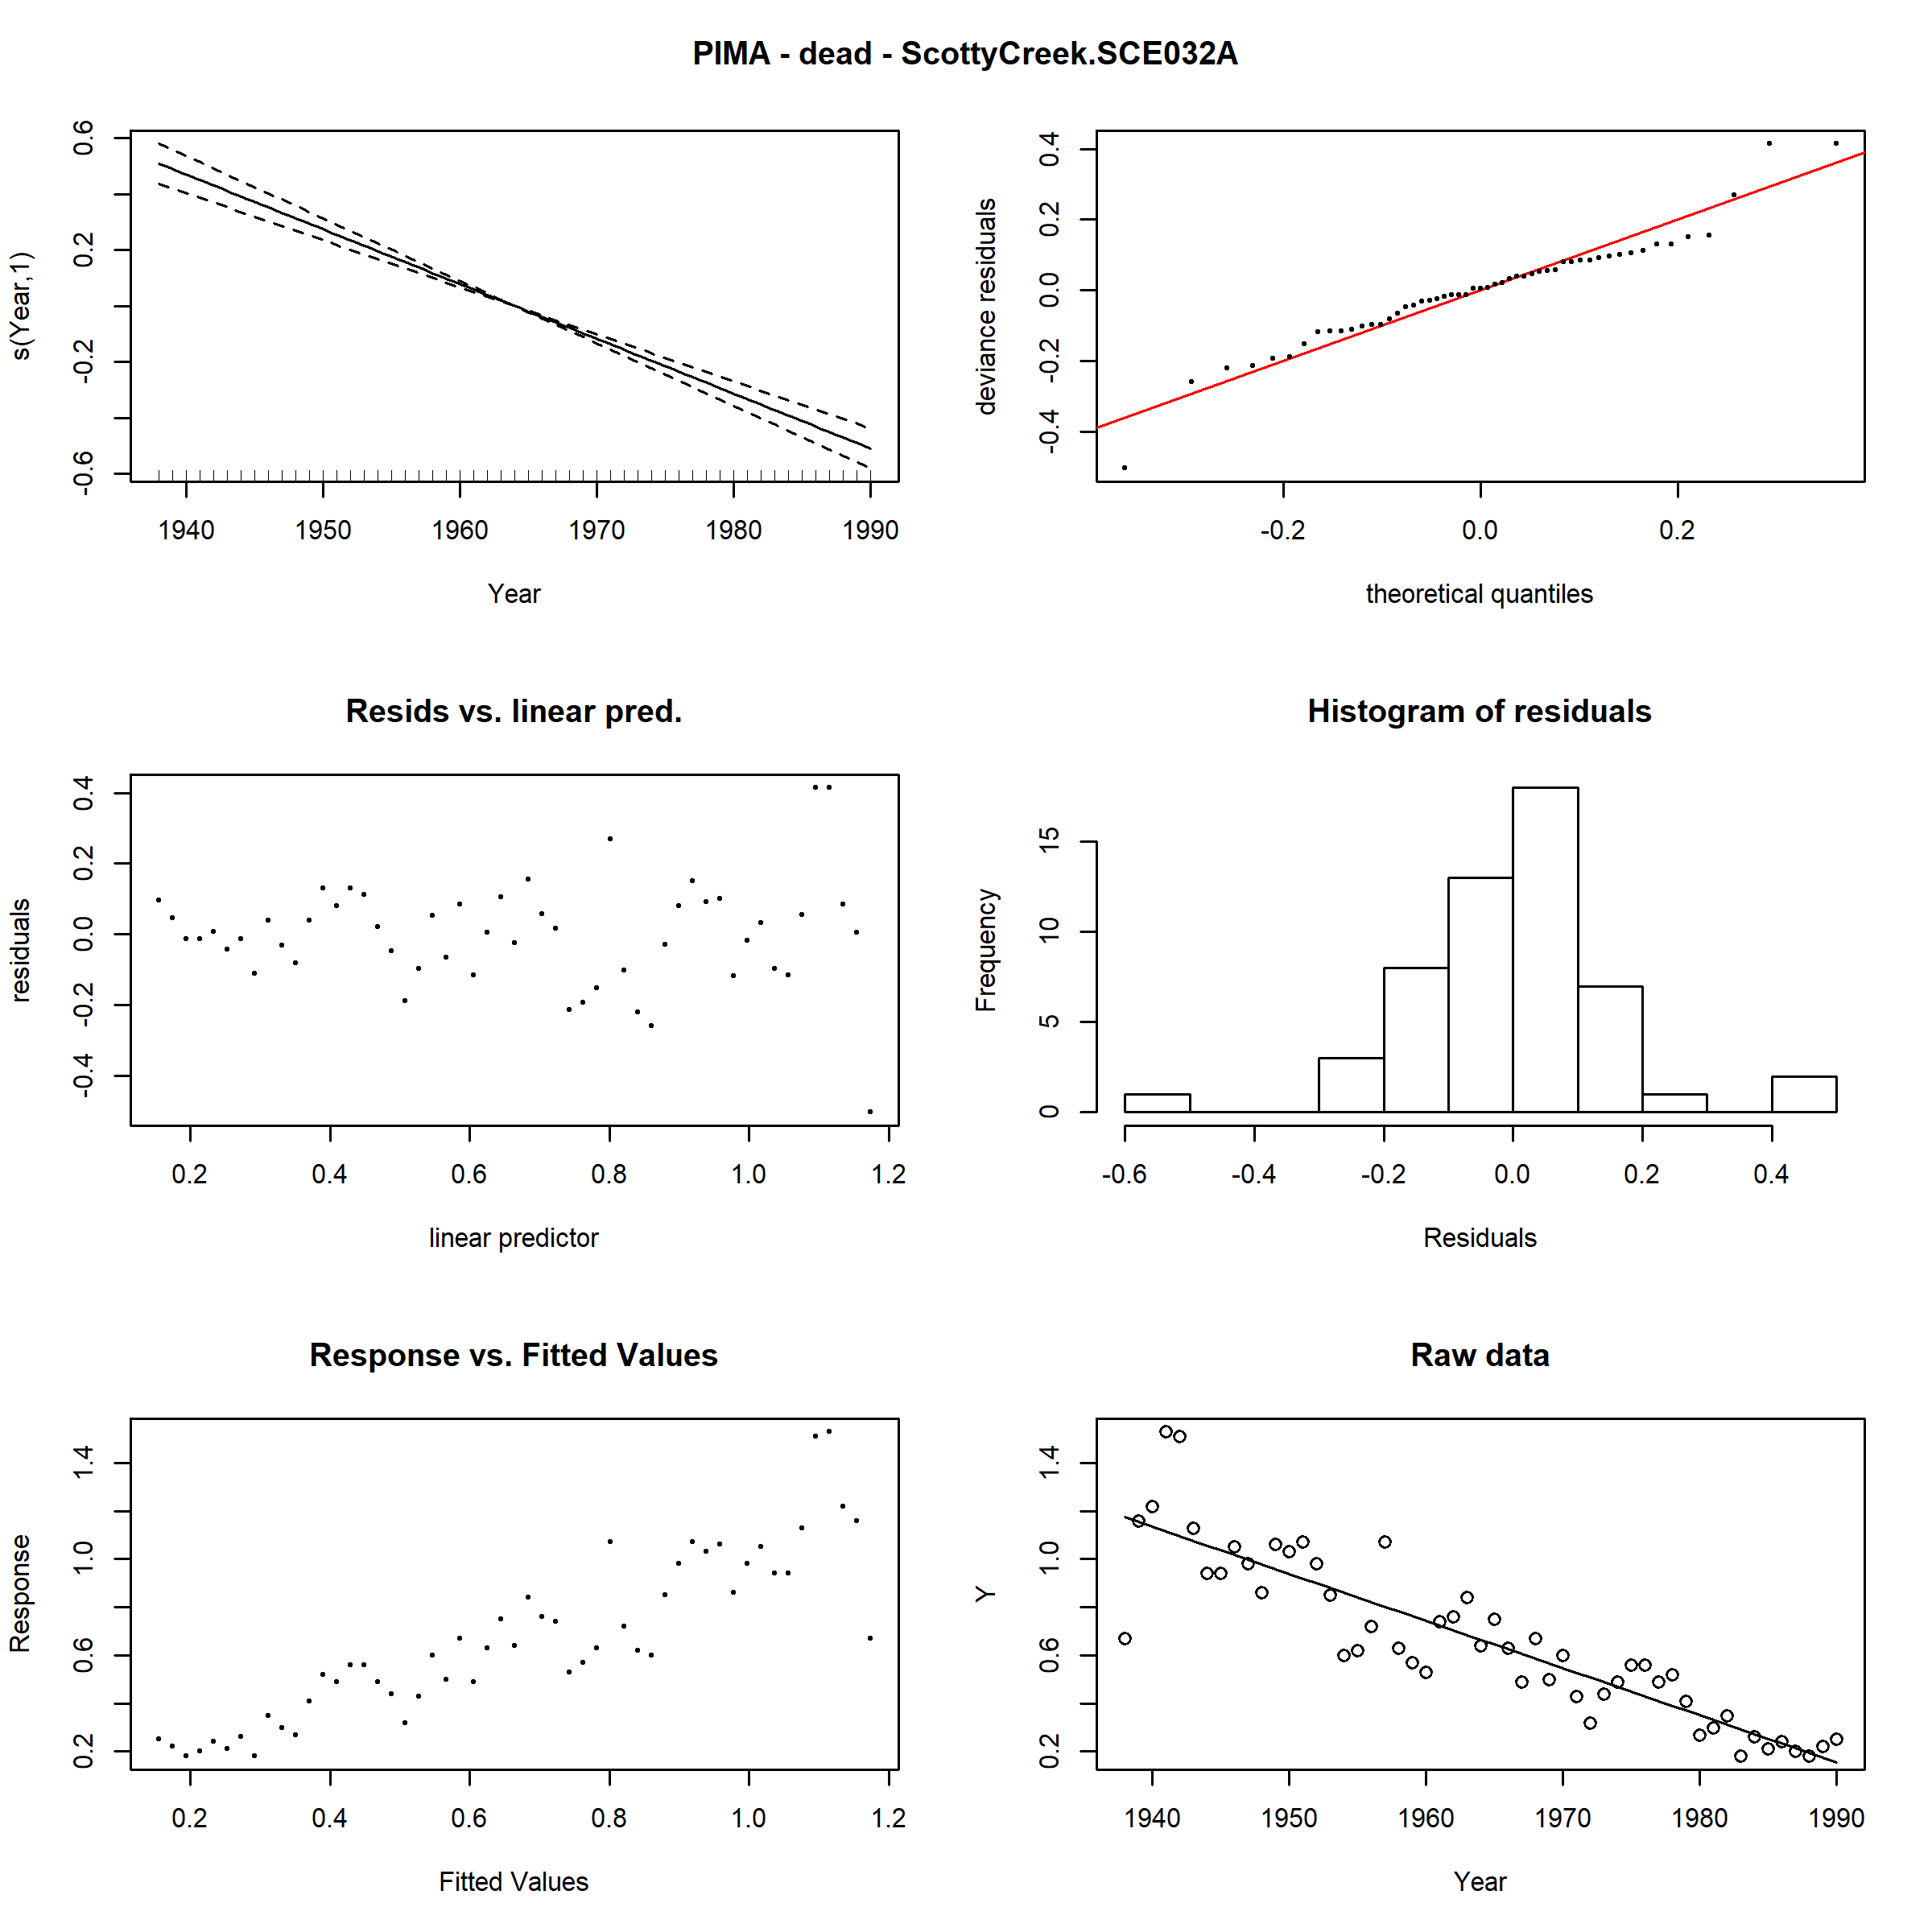 PIMA - dead - ScottyCreek.SCE032A
s(Year,1)
-0.6 -0.2 0.2 0.6
1940 1950 1960 1970 1980 1990
Year
deviance residuals
-0.4 -0.2 0.0 0.2 0.4
-0.2 0.0 0.2
theoretical quantiles
Resids vs. linear pred.
residuals
-0.4 -0.2 0.0 0.2 0.4
0.2 0.4 0.6 0.8 1.0 1.2
linear predictor
Histogram of residuals
Frequency
0 5 10 15
-0.6 -0.4 -0.2 0.0 0.2 0.4
Residuals
Response vs. Fitted Values
Response
0.2 0.6 1.0 1.4
0.2 0.4 0.6 0.8 1.0 1.2
Fitted Values
Raw data
Y
0.2 0.6 1.0 1.4
1940 1950 1960 1970 1980 1990
Year